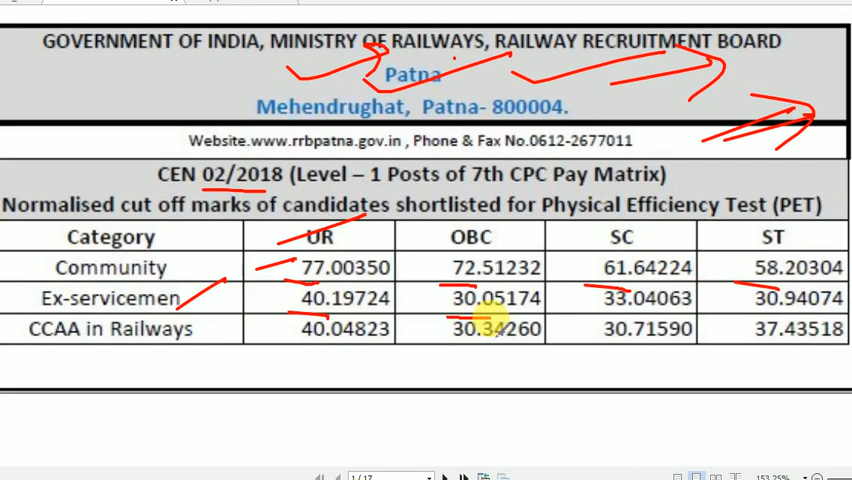 GOVERNMENT OF INDIA, MINISTRY OF RAILWAYS, RAILWAY RECRUITMENT BOARD
Patna
Mehendrughat, Patna- 800004.
Website.www.rrbpatna.gov.in , Phone & Fax No.0612-2677011
CEN 02/2018 (Level – 1 Posts of 7th CPC Pay Matrix)
Normalised cut off marks of candidates shortlisted for Physical Efficiency Test (PET)
Category UR OBC SC ST
Community 77.00350 72.51232 61.64224 58.20304
Ex-servicemen 40.19724 30.05174 33.04063 30.94074
CCAA in Railways 40.04823 30.34260 30.71590 37.43518
1 / 17 153.25%